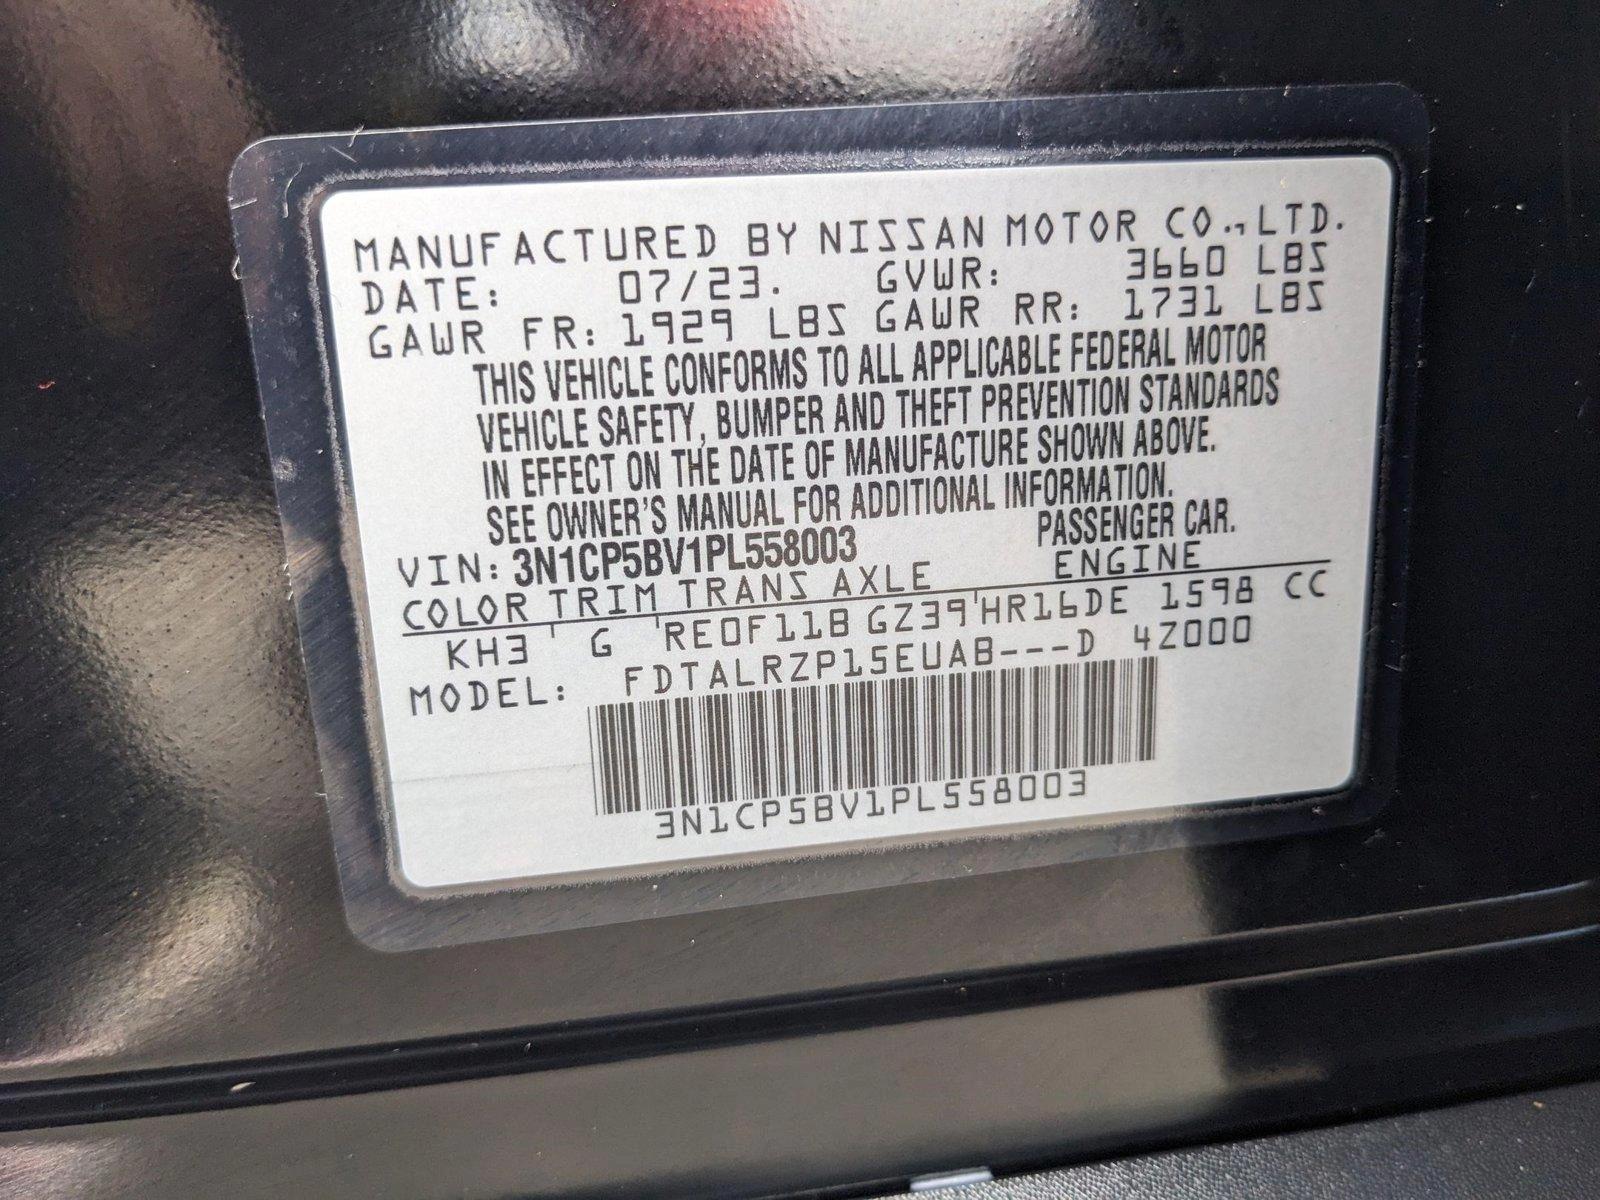 MANUFACTURED BY NISSAN MOTOR CO., LTD.
DATE: 07/23. GVWR: 3660 LBS
GAWR FR: 1929 LBS GAWR RR: 1731 LBS
THIS VEHICLE CONFORMS TO ALL APPLICABLE FEDERAL MOTOR
VEHICLE SAFETY, BUMPER AND THEFT PREVENTION STANDARDS
IN EFFECT ON THE DATE OF MANUFACTURE SHOWN ABOVE.
SEE OWNER'S MANUAL FOR ADDITIONAL INFORMATION.
VIN: 3N1CP5BV1PL558003 PASSENGER CAR.
COLOR TRIM TRANS AXLE ENGINE
KH3 G RE0F11B GZ39 HR16DE 1598 CC
MODEL: FDTALRZP15EUAB---D 4Z000
3N1CP5BV1PL558003